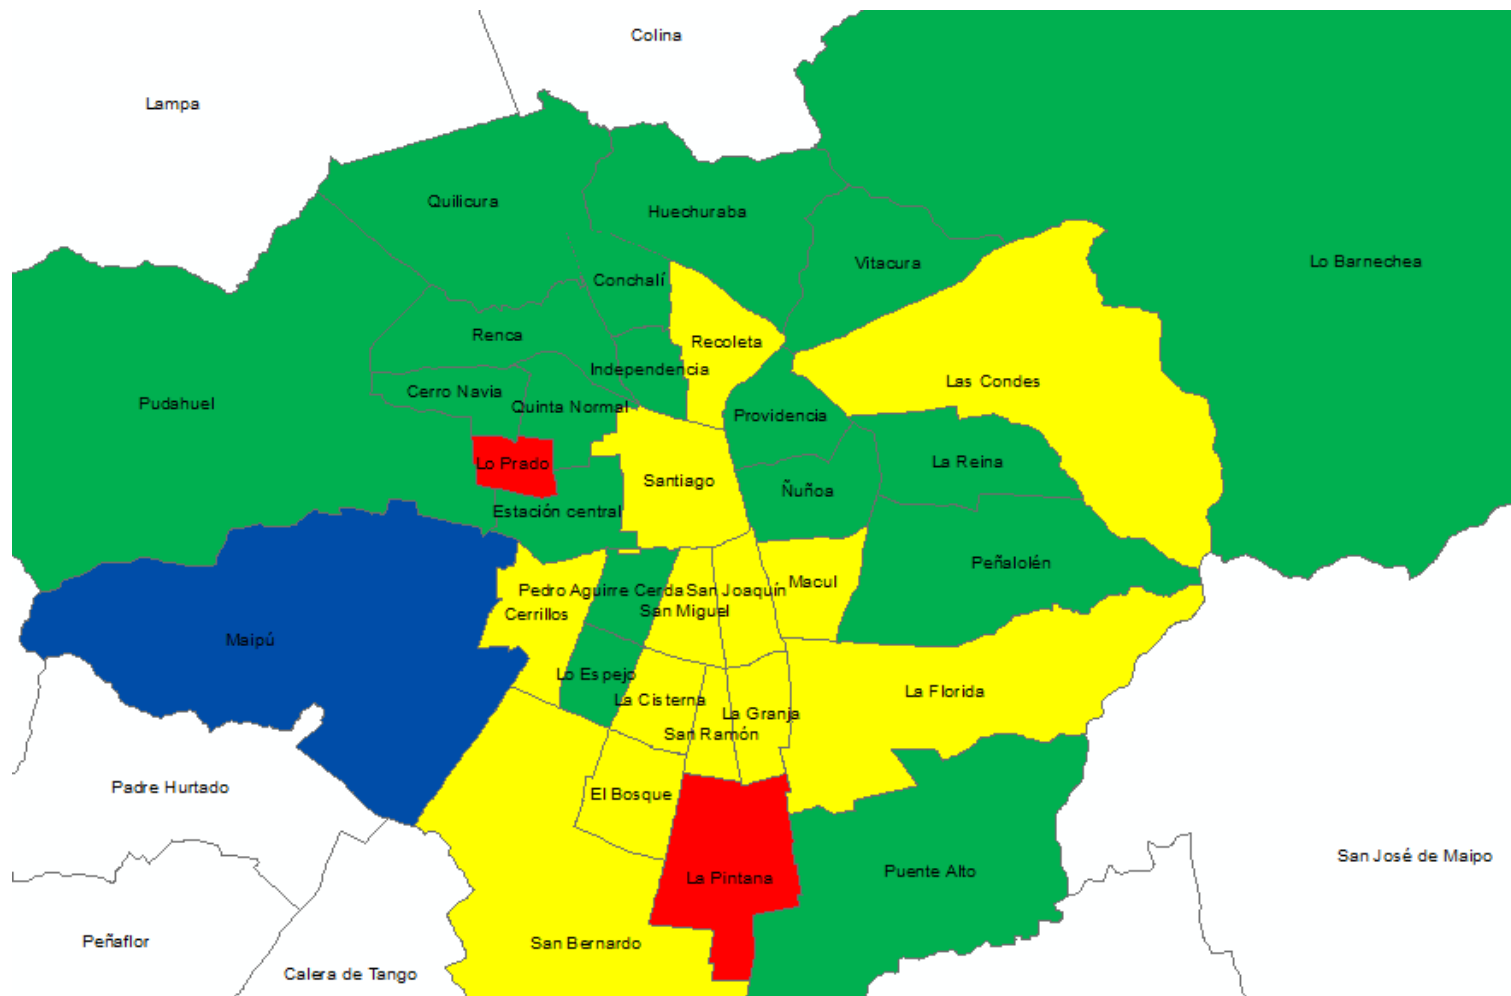 Colina
Lampa
Quilicura
Huechuraba
Vitacura
Lo Barnechea
Conchalí
Renca
Recoleta
Independencia
Las Condes
Cerro Navia
Pudahuel
Quinta Normal
Providencia
Lo Prado
La Reina
Santiago
Ñuñoa
Estación central
Peñalolén
Macul
Pedro Aguirre Cerda
San Joaquín
San Miguel
Cerrillos
Maipú
Lo Espejo
La Florida
La Cisterna
La Granja
San Ramón
Padre Hurtado
El Bosque
San José de Maipo
Puente Alto
La Pintana
Peñaflor
San Bernardo
Calera de Tango